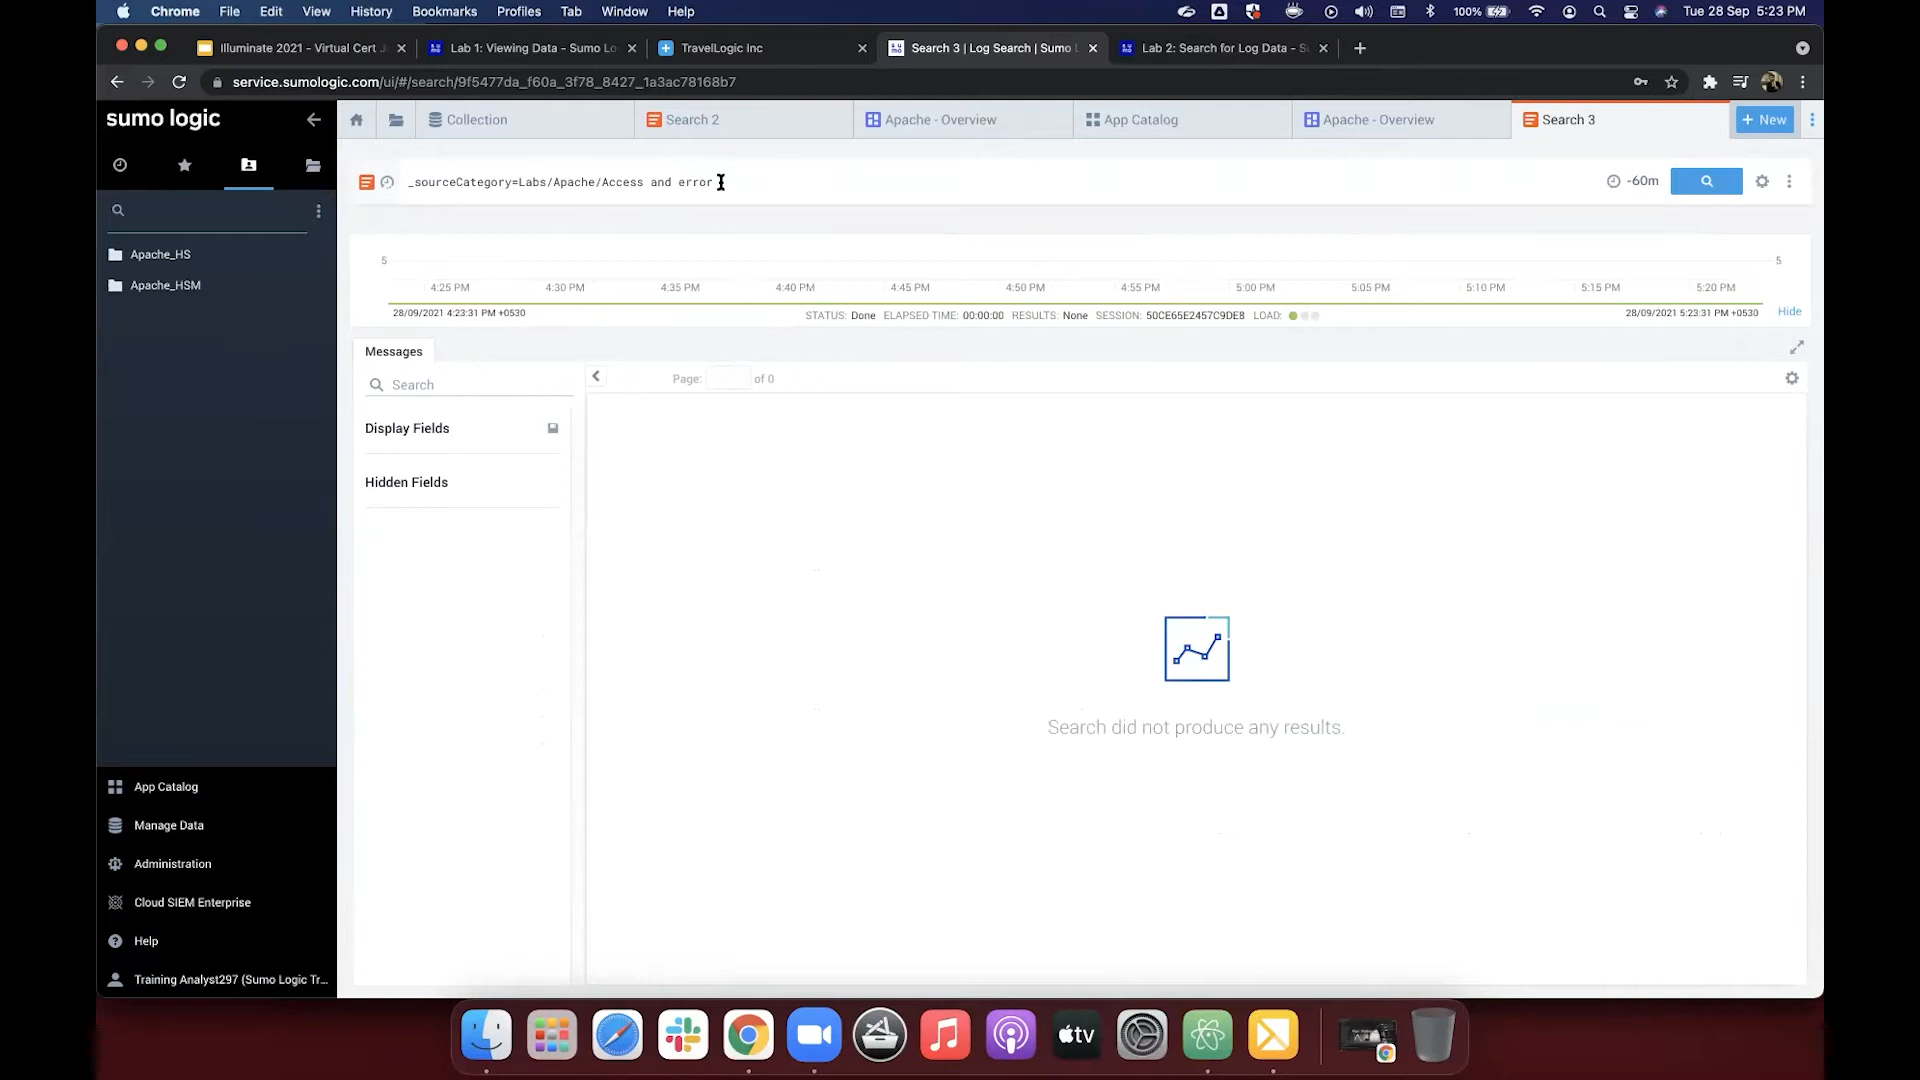 Chrome File Edit View History Bookmarks Profiles Tab Window Help 100% Tue 28 Sep 5:23 PM
Illuminate 2021 - Virtual Cert Lab 1: Viewing Data - Sumo Lo TravelLogic Inc Search 3 | Log Search | Sumo L Lab 2: Search for Log Data - Su
service.sumologic.com/ui/#/search/9f5477da_f60a_3f78_8427_1a3ac78168b7
sumo logic
Collection Search 2 Apache - Overview App Catalog Apache - Overview Search 3 + New
_sourceCategory=Labs/Apache/Access and error -60m
Apache_HS
Apache_HSM
5 5
4:25 PM 4:30 PM 4:35 PM 4:40 PM 4:45 PM 4:50 PM 4:55 PM 5:00 PM 5:05 PM 5:10 PM 5:15 PM 5:20 PM
28/09/2021 4:23:31 PM +0530 STATUS: Done ELAPSED TIME: 00:00:00 RESULTS: None SESSION: 50CE65E2457C9DE8 LOAD: 28/09/2021 5:23:31 PM +0530 Hide
Messages
Search
Page: of 0
Display Fields
Hidden Fields
Search did not produce any results.
App Catalog
Manage Data
Administration
Cloud SIEM Enterprise
Help
Training Analyst297 (Sumo Logic Tr...
tv